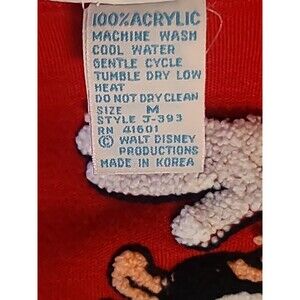 100% ACRYLIC
MACHINE WASH
COOL WATER
GENTLE CYCLE
TUMBLE DRY LOW
HEAT
DO NOT DRY CLEAN
SIZE M
STYLE J-393
RN 41601
© WALT DISNEY
PRODUCTIONS
MADE IN KOREA